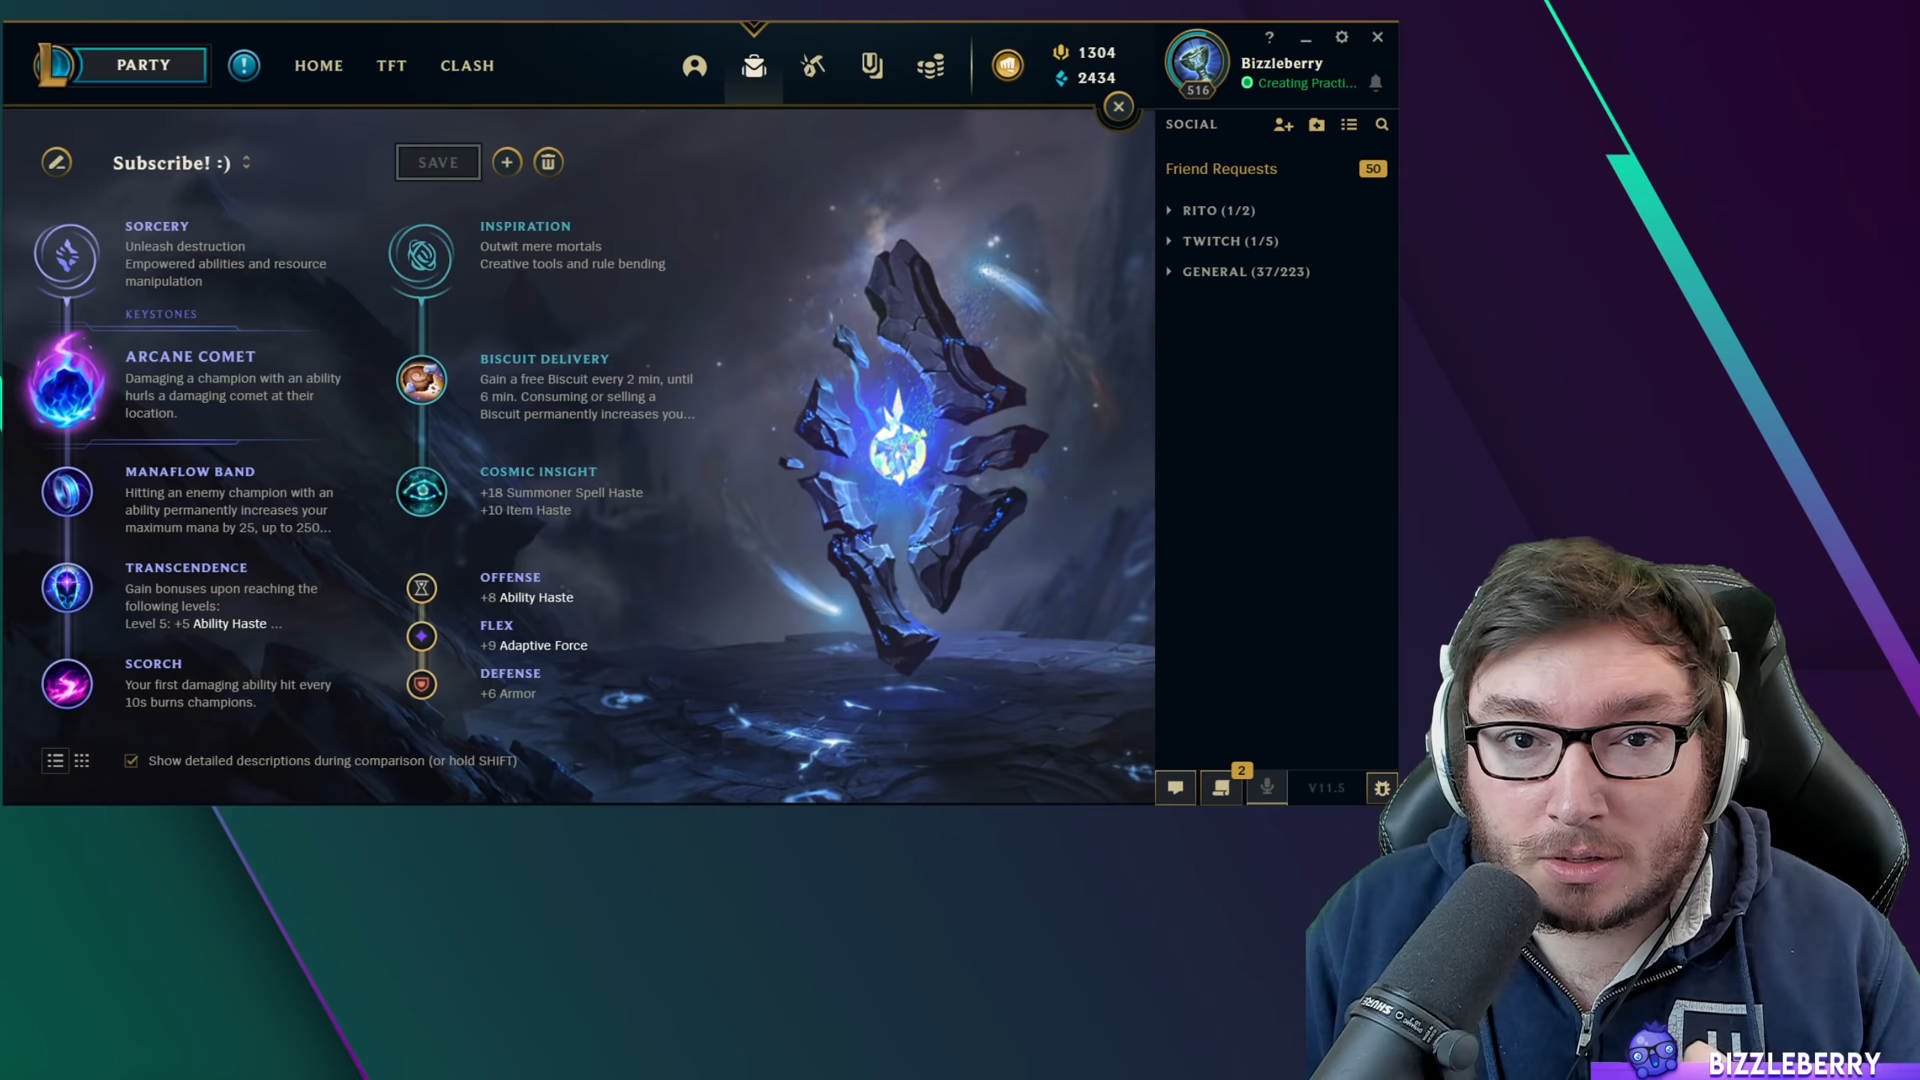 PARTY
HOME
TFT
CLASH
1304
2434
516
?
Bizzleberry
Creating Practi...
Subscribe! :)
SAVE
SORCERY
Unleash destruction
Empowered abilities and resource
manipulation
KEYSTONES
ARCANE COMET
Damaging a champion with an ability
hurls a damaging comet at their
location.
MANAFLOW BAND
Hitting an enemy champion with an
ability permanently increases your
maximum mana by 25, up to 250...
TRANSCENDENCE
Gain bonuses upon reaching the
following levels:
Level 5: +5 Ability Haste ...
SCORCH
Your first damaging ability hit every
10s burns champions.
INSPIRATION
Outwit mere mortals
Creative tools and rule bending
BISCUIT DELIVERY
Gain a free Biscuit every 2 min, until
6 min. Consuming or selling a
Biscuit permanently increases you...
COSMIC INSIGHT
+18 Summoner Spell Haste
+10 Item Haste
OFFENSE
+8 Ability Haste
FLEX
+9 Adaptive Force
DEFENSE
+6 Armor
Show detailed descriptions during comparison (or hold SHIFT)
SOCIAL
Friend Requests
50
RITO (1/2)
TWITCH (1/5)
GENERAL (37/223)
2
V11.5
SHURE
BIZZLEBERRY